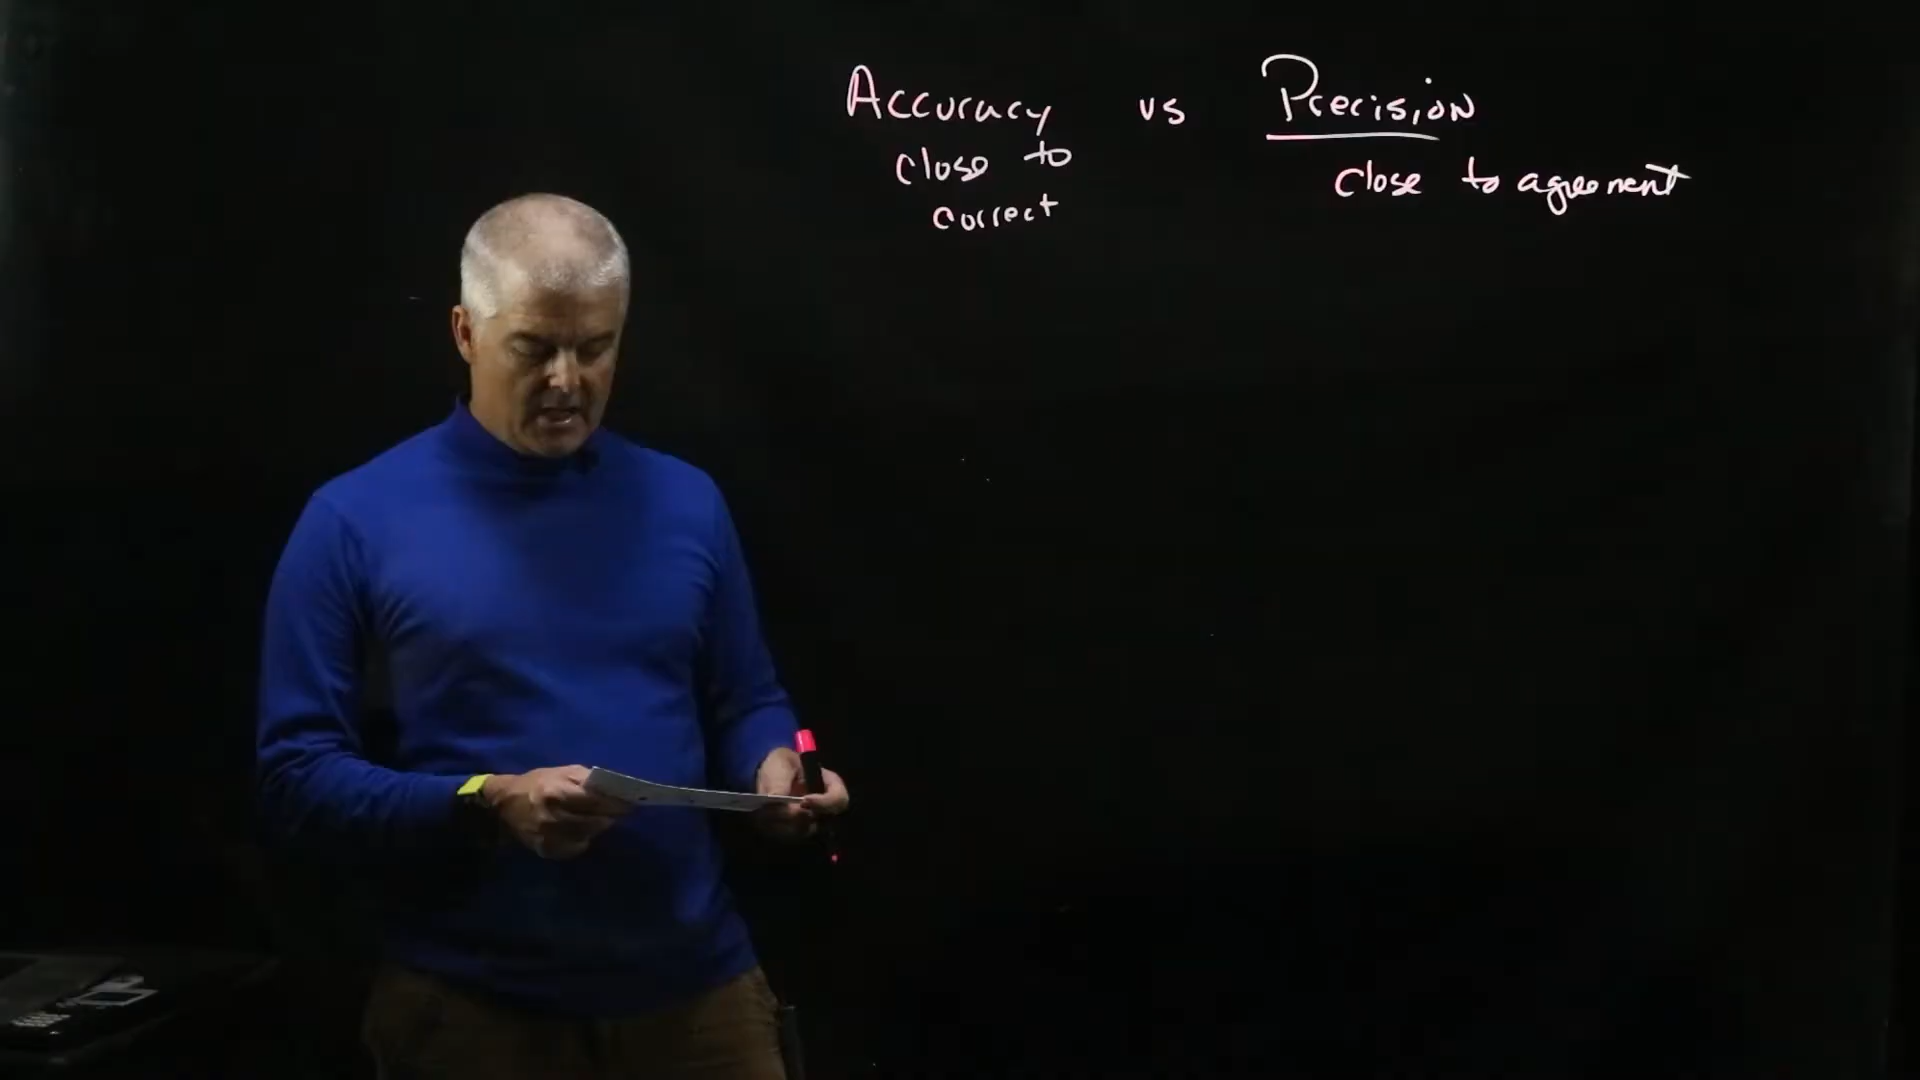 Accuracy vs Precision
close to
correct
close to agreement